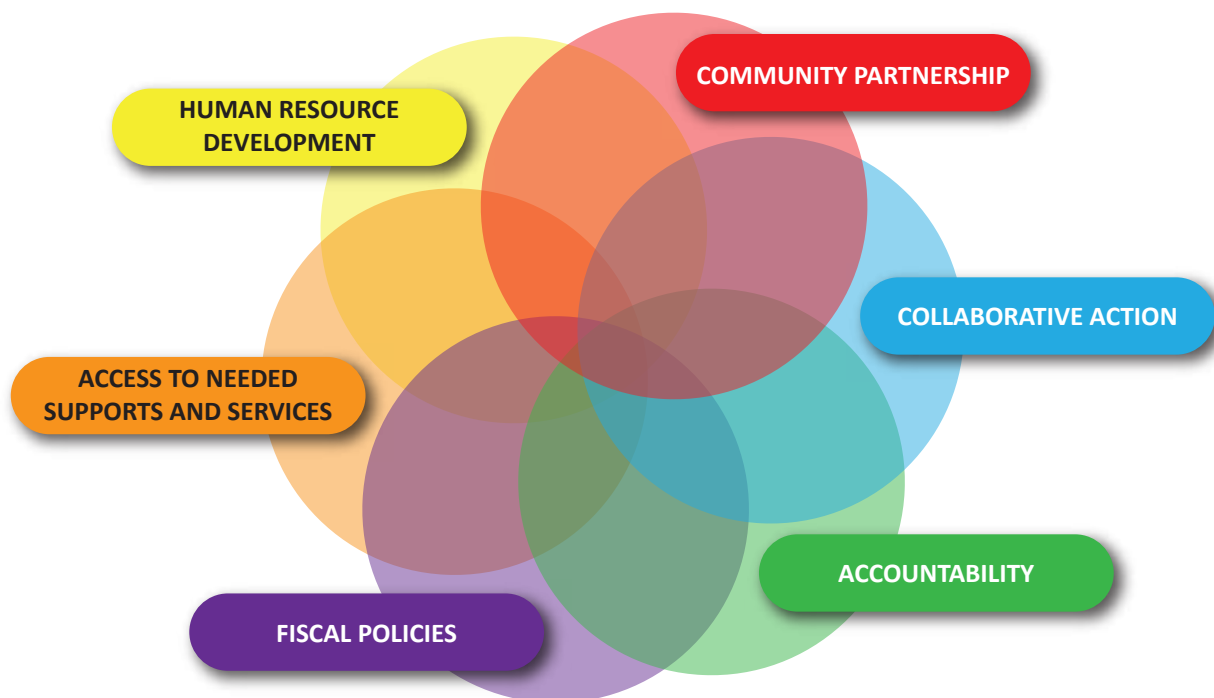 COMMUNITY PARTNERSHIP
HUMAN RESOURCE
DEVELOPMENT
COLLABORATIVE ACTION
ACCESS TO NEEDED
SUPPORTS AND SERVICES
ACCOUNTABILITY
FISCAL POLICIES